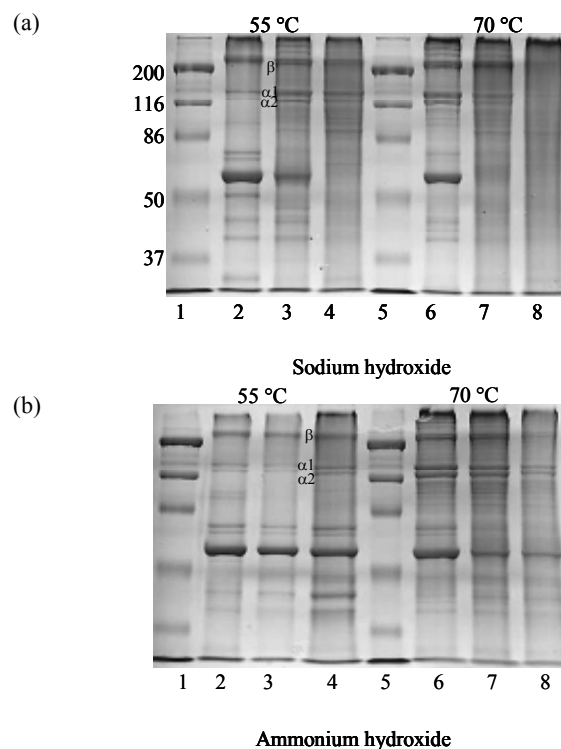 (a)
55 °C 70 °C
200 β
116 α1
α2
86
50
37
1 2 3 4 5 6 7 8
Sodium hydroxide
(b)
55 °C 70 °C
β
α1
α2
1 2 3 4 5 6 7 8
Ammonium hydroxide